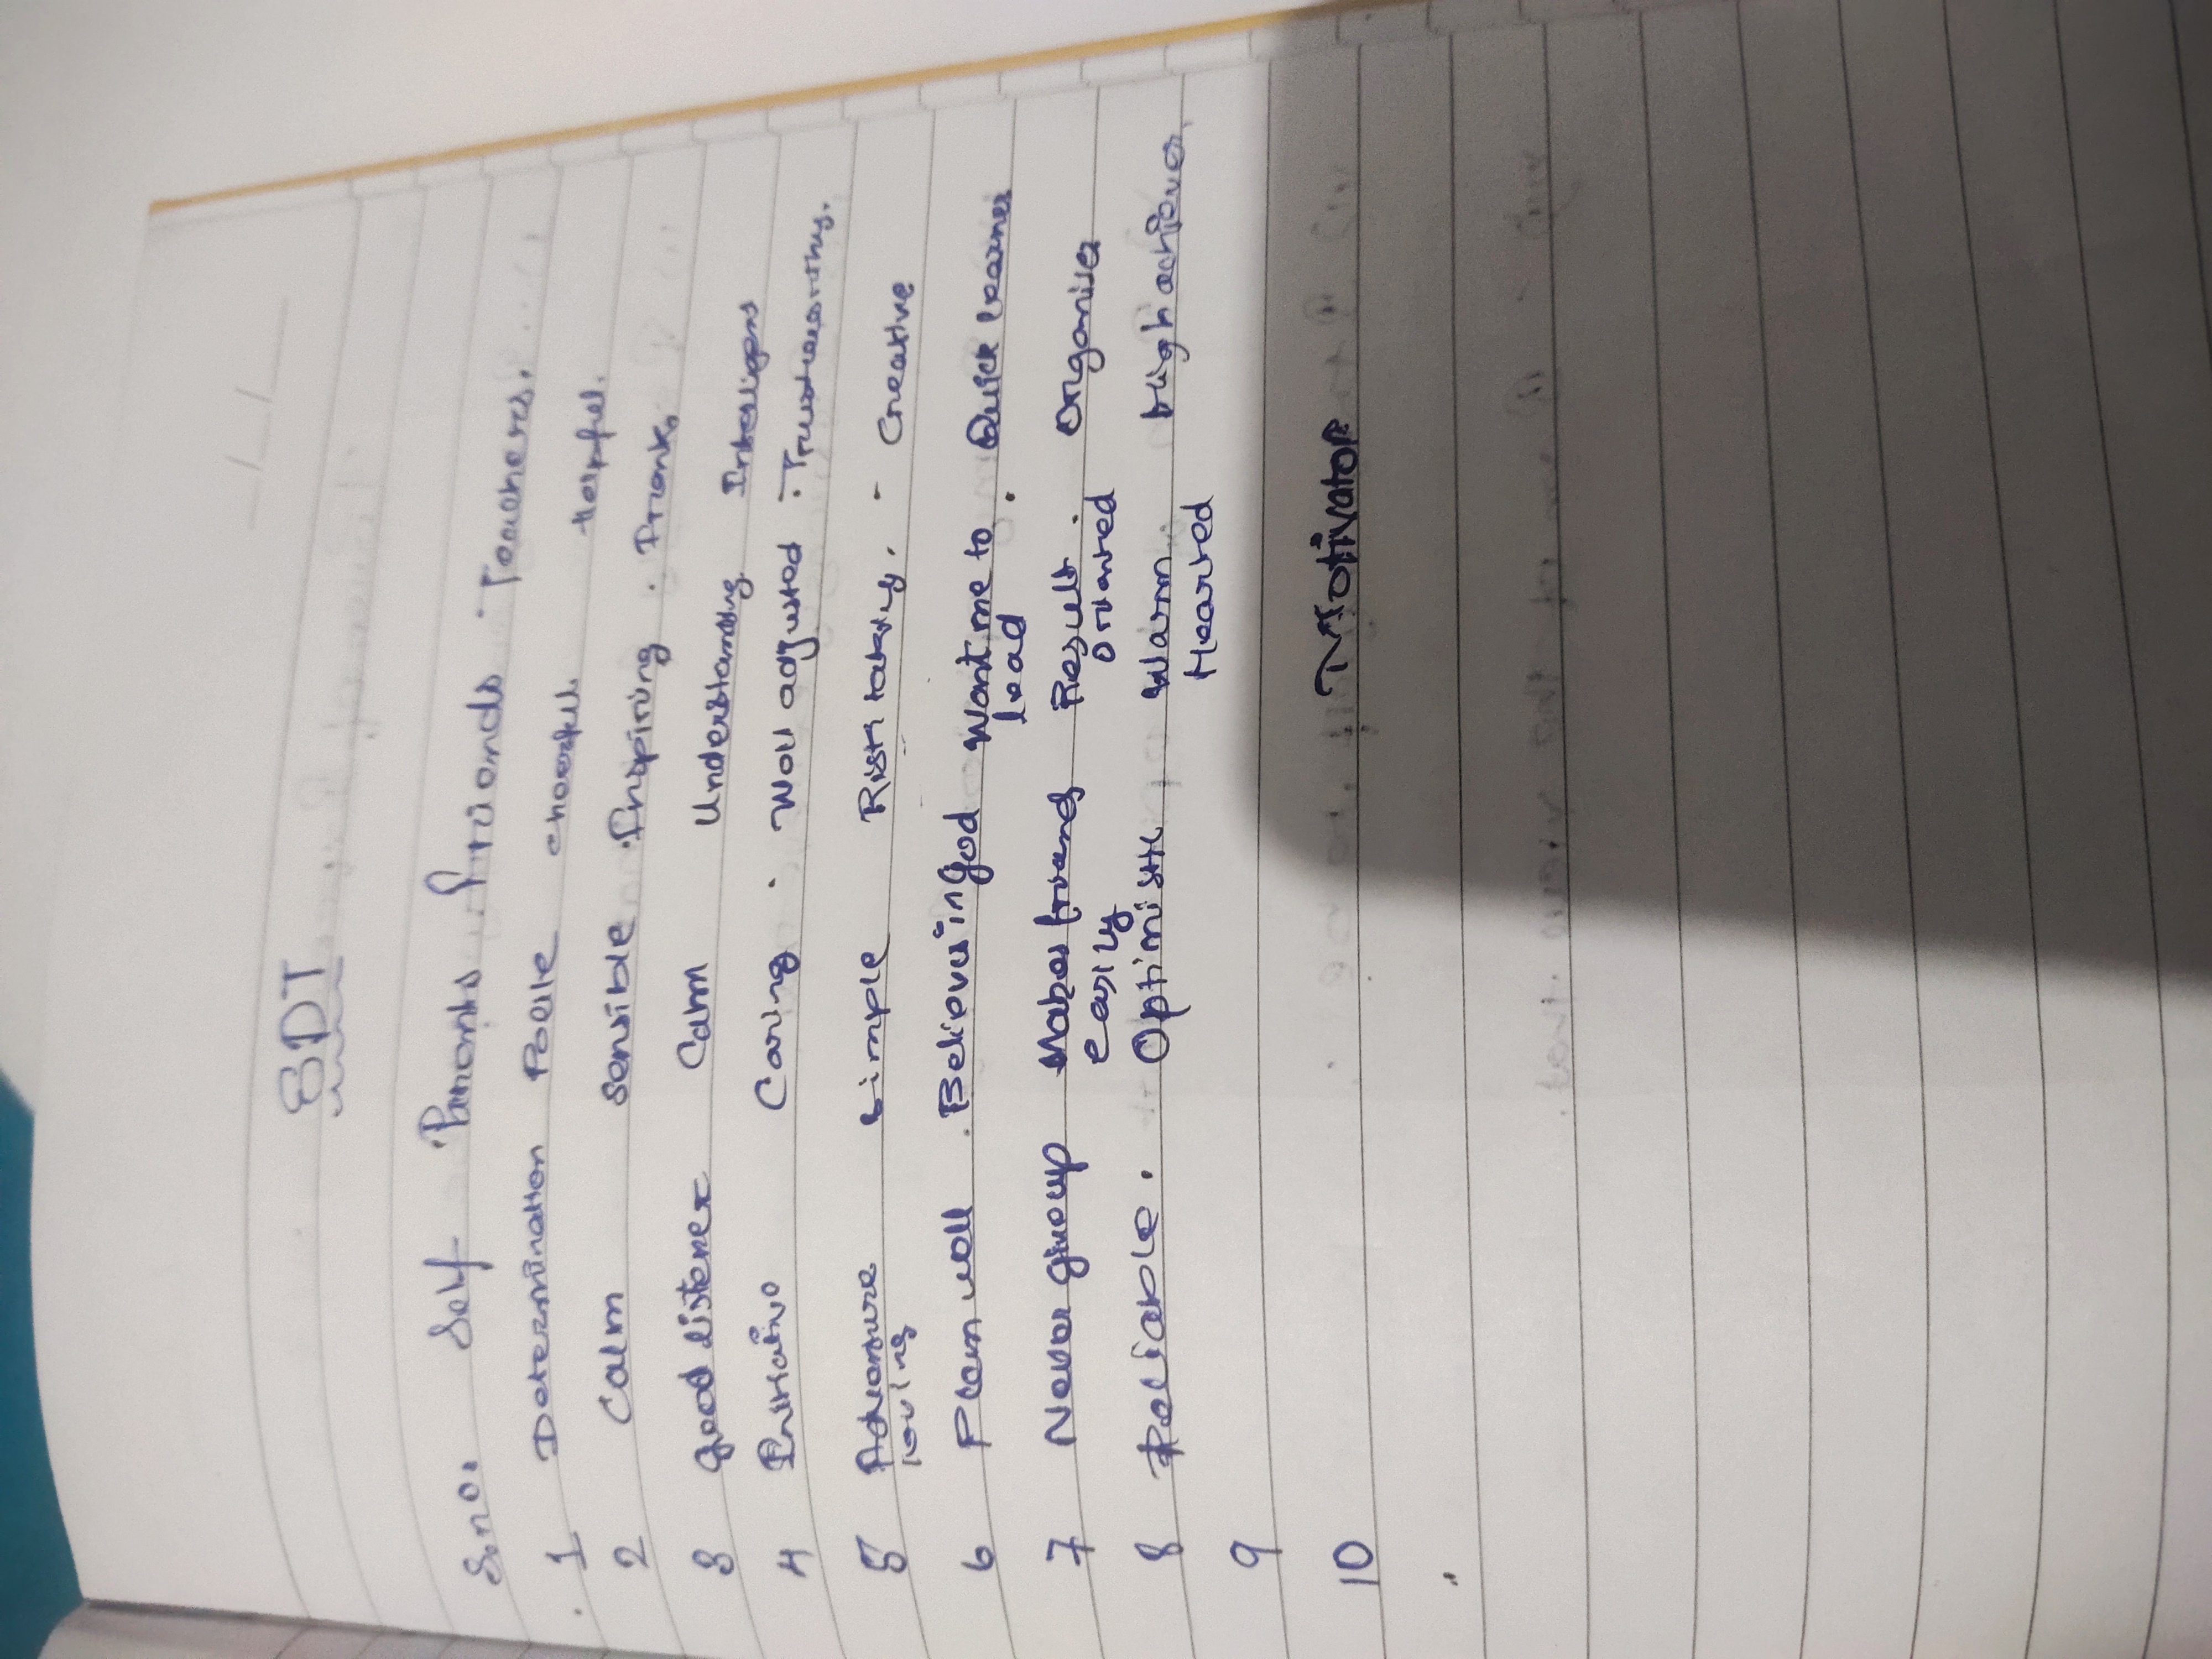 SDT
S.no. Self Parents Friends Teachers.
1 Determination Polite cheerful. Helpful.
2 Calm Sensible Inspiring Frank.
3 good listener Calm Understanding Intelligent
4 Initiative Caring Well adjusted Trustworthy.
5 Adventure Simple Risk taking. Creative
loving
6 Plan well Believes in God Want me to Quick learner
lead
7 Never give up Makes friends Result Organiser
easily oriented
8 Reliable. Optimistic Warm High achiever
Hearted
9
10 Motivator